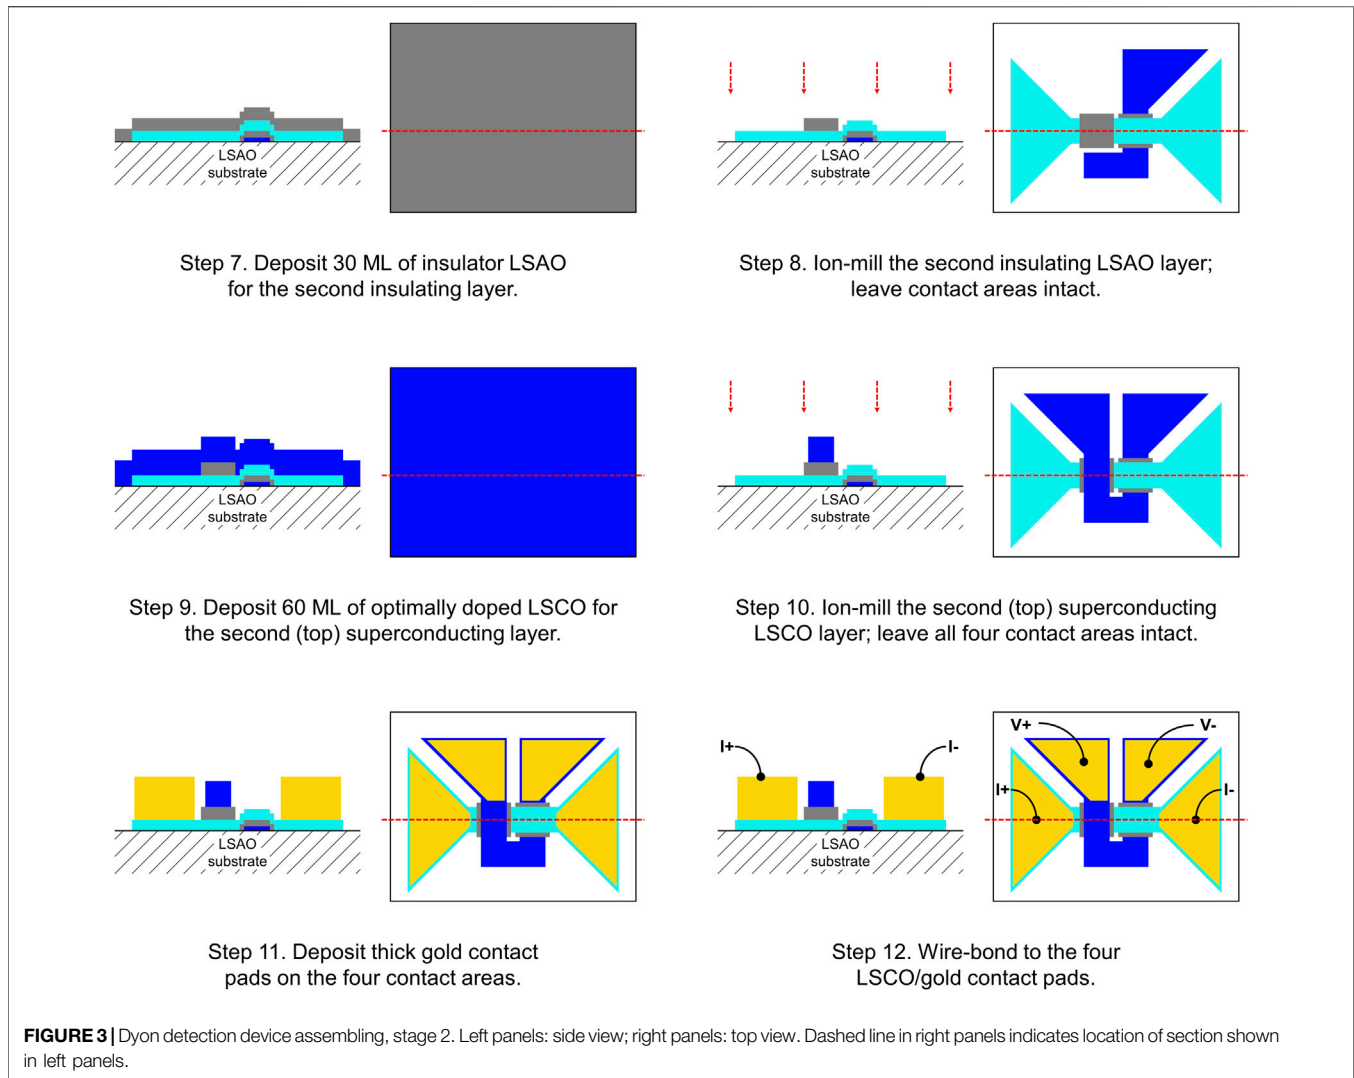 LSAO
substrate
Step 7. Deposit 30 ML of insulator LSAO
for the second insulating layer.
LSAO
substrate
Step 8. Ion-mill the second insulating LSAO layer;
leave contact areas intact.
LSAO
substrate
Step 9. Deposit 60 ML of optimally doped LSCO for
the second (top) superconducting layer.
LSAO
substrate
Step 10. Ion-mill the second (top) superconducting
LSCO layer; leave all four contact areas intact.
LSAO
substrate
Step 11. Deposit thick gold contact
pads on the four contact areas.
I+
I-
LSAO
substrate
V+
V-
I+
I-
Step 12. Wire-bond to the four
LSCO/gold contact pads.
FIGURE 3 | Dyon detection device assembling, stage 2. Left panels: side view; right panels: top view. Dashed line in right panels indicates location of section shown
in left panels.